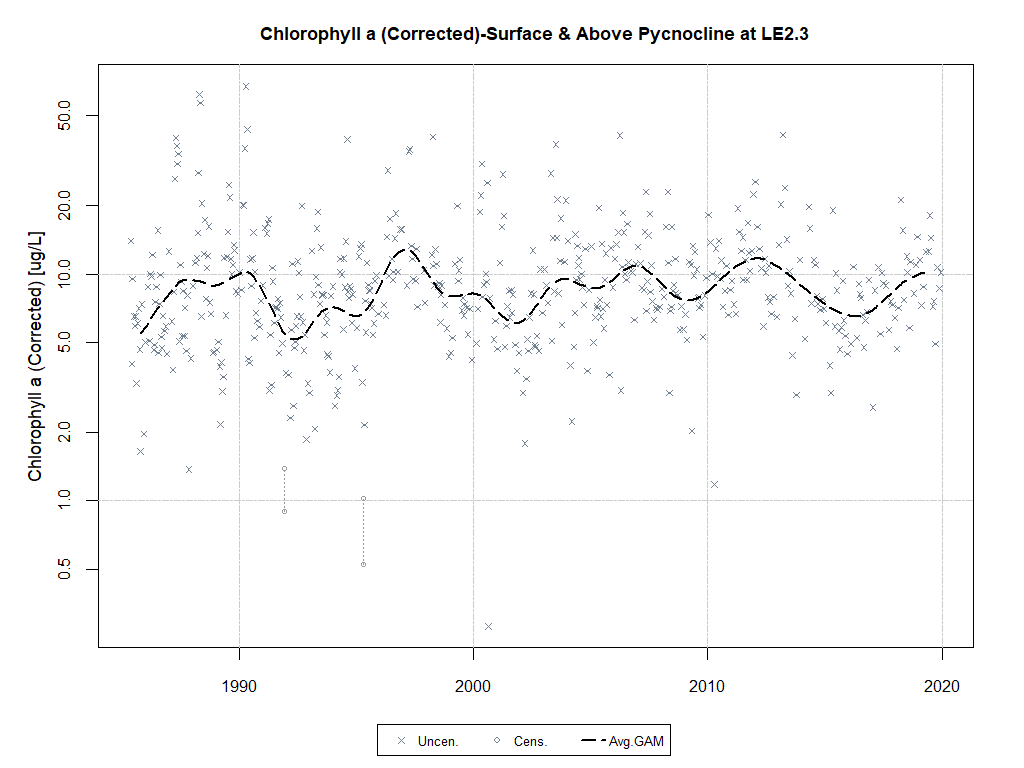 Chlorophyll a (Corrected)-Surface & Above Pycnocline at LE2.3
Chlorophyll a (Corrected) [ug/L]
50.0
20.0
10.0
5.0
2.0
1.0
0.5
1990 2000 2010 2020
Uncen. Cens. Avg.GAM